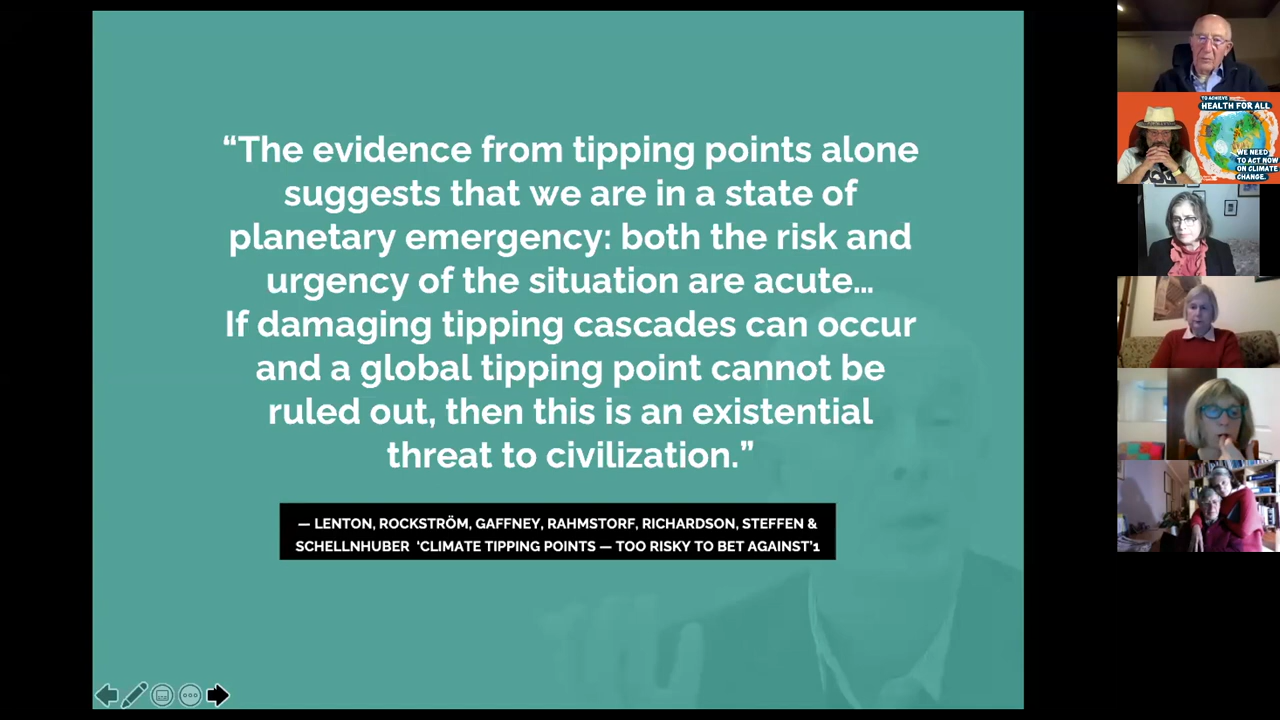 “The evidence from tipping points alone
suggests that we are in a state of
planetary emergency: both the risk and
urgency of the situation are acute...
If damaging tipping cascades can occur
and a global tipping point cannot be
ruled out, then this is an existential
threat to civilization.”
— LENTON, ROCKSTRÖM, GAFFNEY, RAHMSTORF, RICHARDSON, STEFFEN &
SCHELLNHUBER ‘CLIMATE TIPPING POINTS — TOO RISKY TO BET AGAINST’1
TO ACHIEVE
HEALTH FOR ALL
WE NEED
TO ACT NOW
ON CLIMATE
CHANGE.